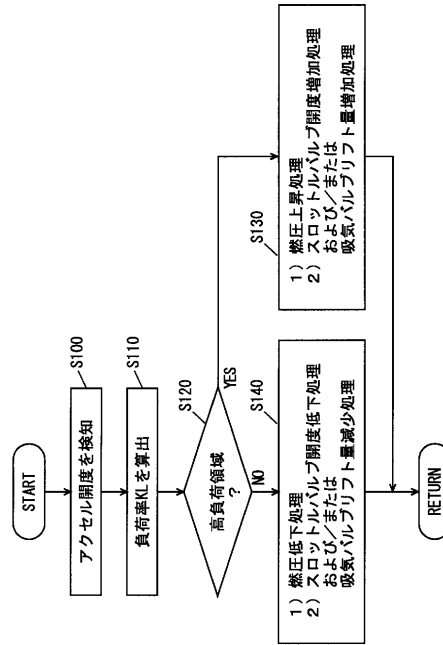 START
S100
アクセル開度を検知
S110
負荷率KLを算出
S120
高負荷領域
?
YES
NO
S130
1) 燃圧上昇処理
2) スロットルバルブ開度増加処理
および/または
吸気バルブリフト量増加処理
S140
1) 燃圧低下処理
2) スロットルバルブ開度低下処理
および/または
吸気バルブリフト量減少処理
RETURN